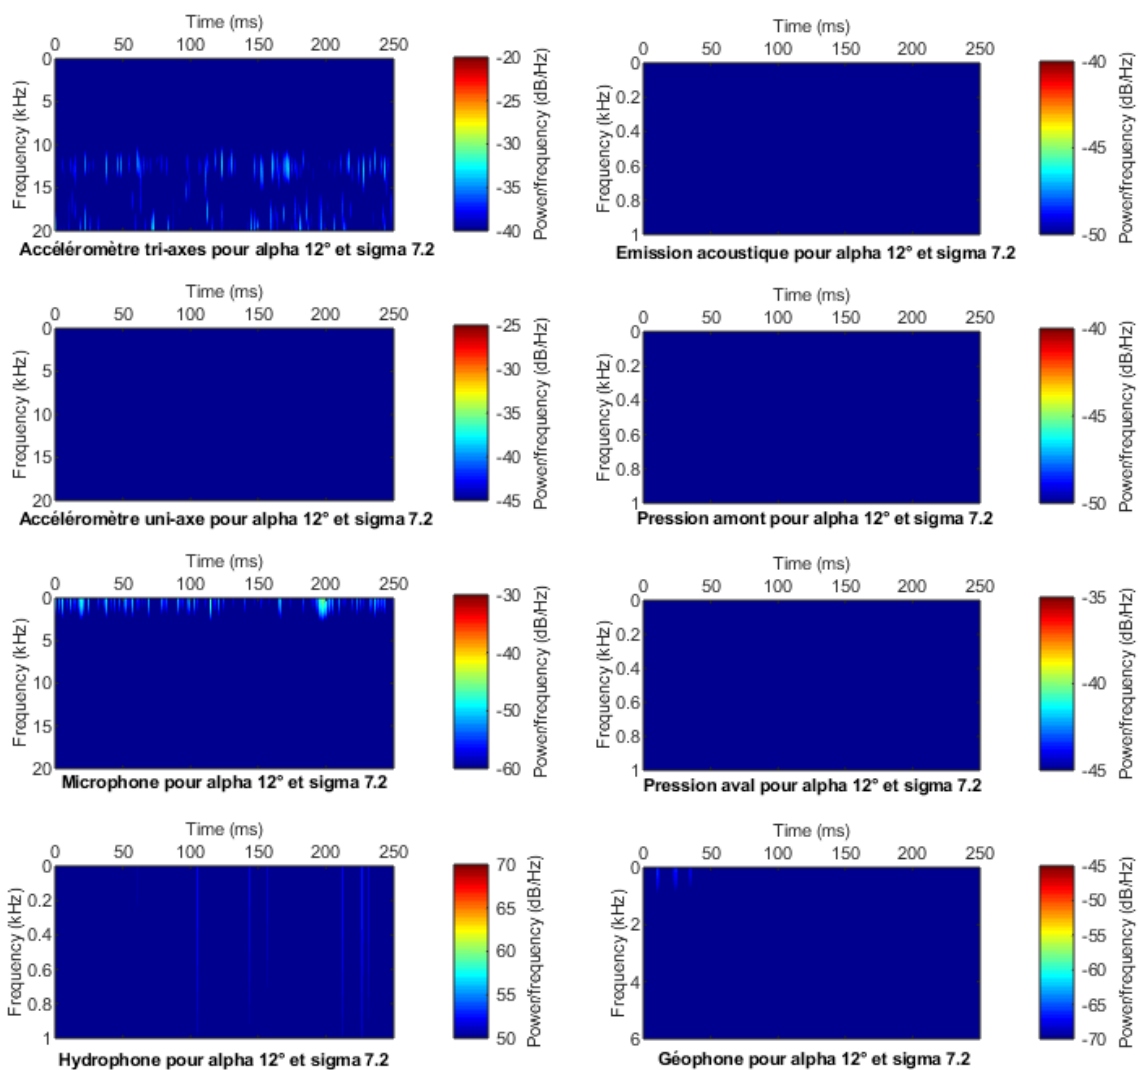 Time (ms)
0 50 100 150 200 250
Frequency (kHz)
0
5
10
15
20
-20
-25
-30
-35
-40
Power/frequency (dB/Hz)
Accéléromètre tri-axes pour alpha 12° et sigma 7.2
Time (ms)
0 50 100 150 200 250
Frequency (kHz)
0
0.2
0.4
0.6
0.8
1
-40
-45
-50
Power/frequency (dB/Hz)
Emission acoustique pour alpha 12° et sigma 7.2
Time (ms)
0 50 100 150 200 250
Frequency (kHz)
0
5
10
15
20
-25
-30
-35
-40
-45
Power/frequency (dB/Hz)
Accéléromètre uni-axe pour alpha 12° et sigma 7.2
Time (ms)
0 50 100 150 200 250
Frequency (kHz)
0
0.2
0.4
0.6
0.8
1
-40
-45
-50
Power/frequency (dB/Hz)
Pression amont pour alpha 12° et sigma 7.2
Time (ms)
0 50 100 150 200 250
Frequency (kHz)
0
5
10
15
20
-30
-40
-50
-60
Power/frequency (dB/Hz)
Microphone pour alpha 12° et sigma 7.2
Time (ms)
0 50 100 150 200 250
Frequency (kHz)
0
0.2
0.4
0.6
0.8
1
-35
-40
-45
Power/frequency (dB/Hz)
Pression aval pour alpha 12° et sigma 7.2
Time (ms)
0 50 100 150 200 250
Frequency (kHz)
0
0.2
0.4
0.6
0.8
1
70
65
60
55
50
Power/frequency (dB/Hz)
Hydrophone pour alpha 12° et sigma 7.2
Time (ms)
0 50 100 150 200 250
Frequency (kHz)
0
2
4
6
-45
-50
-55
-60
-65
-70
Power/frequency (dB/Hz)
Géophone pour alpha 12° et sigma 7.2